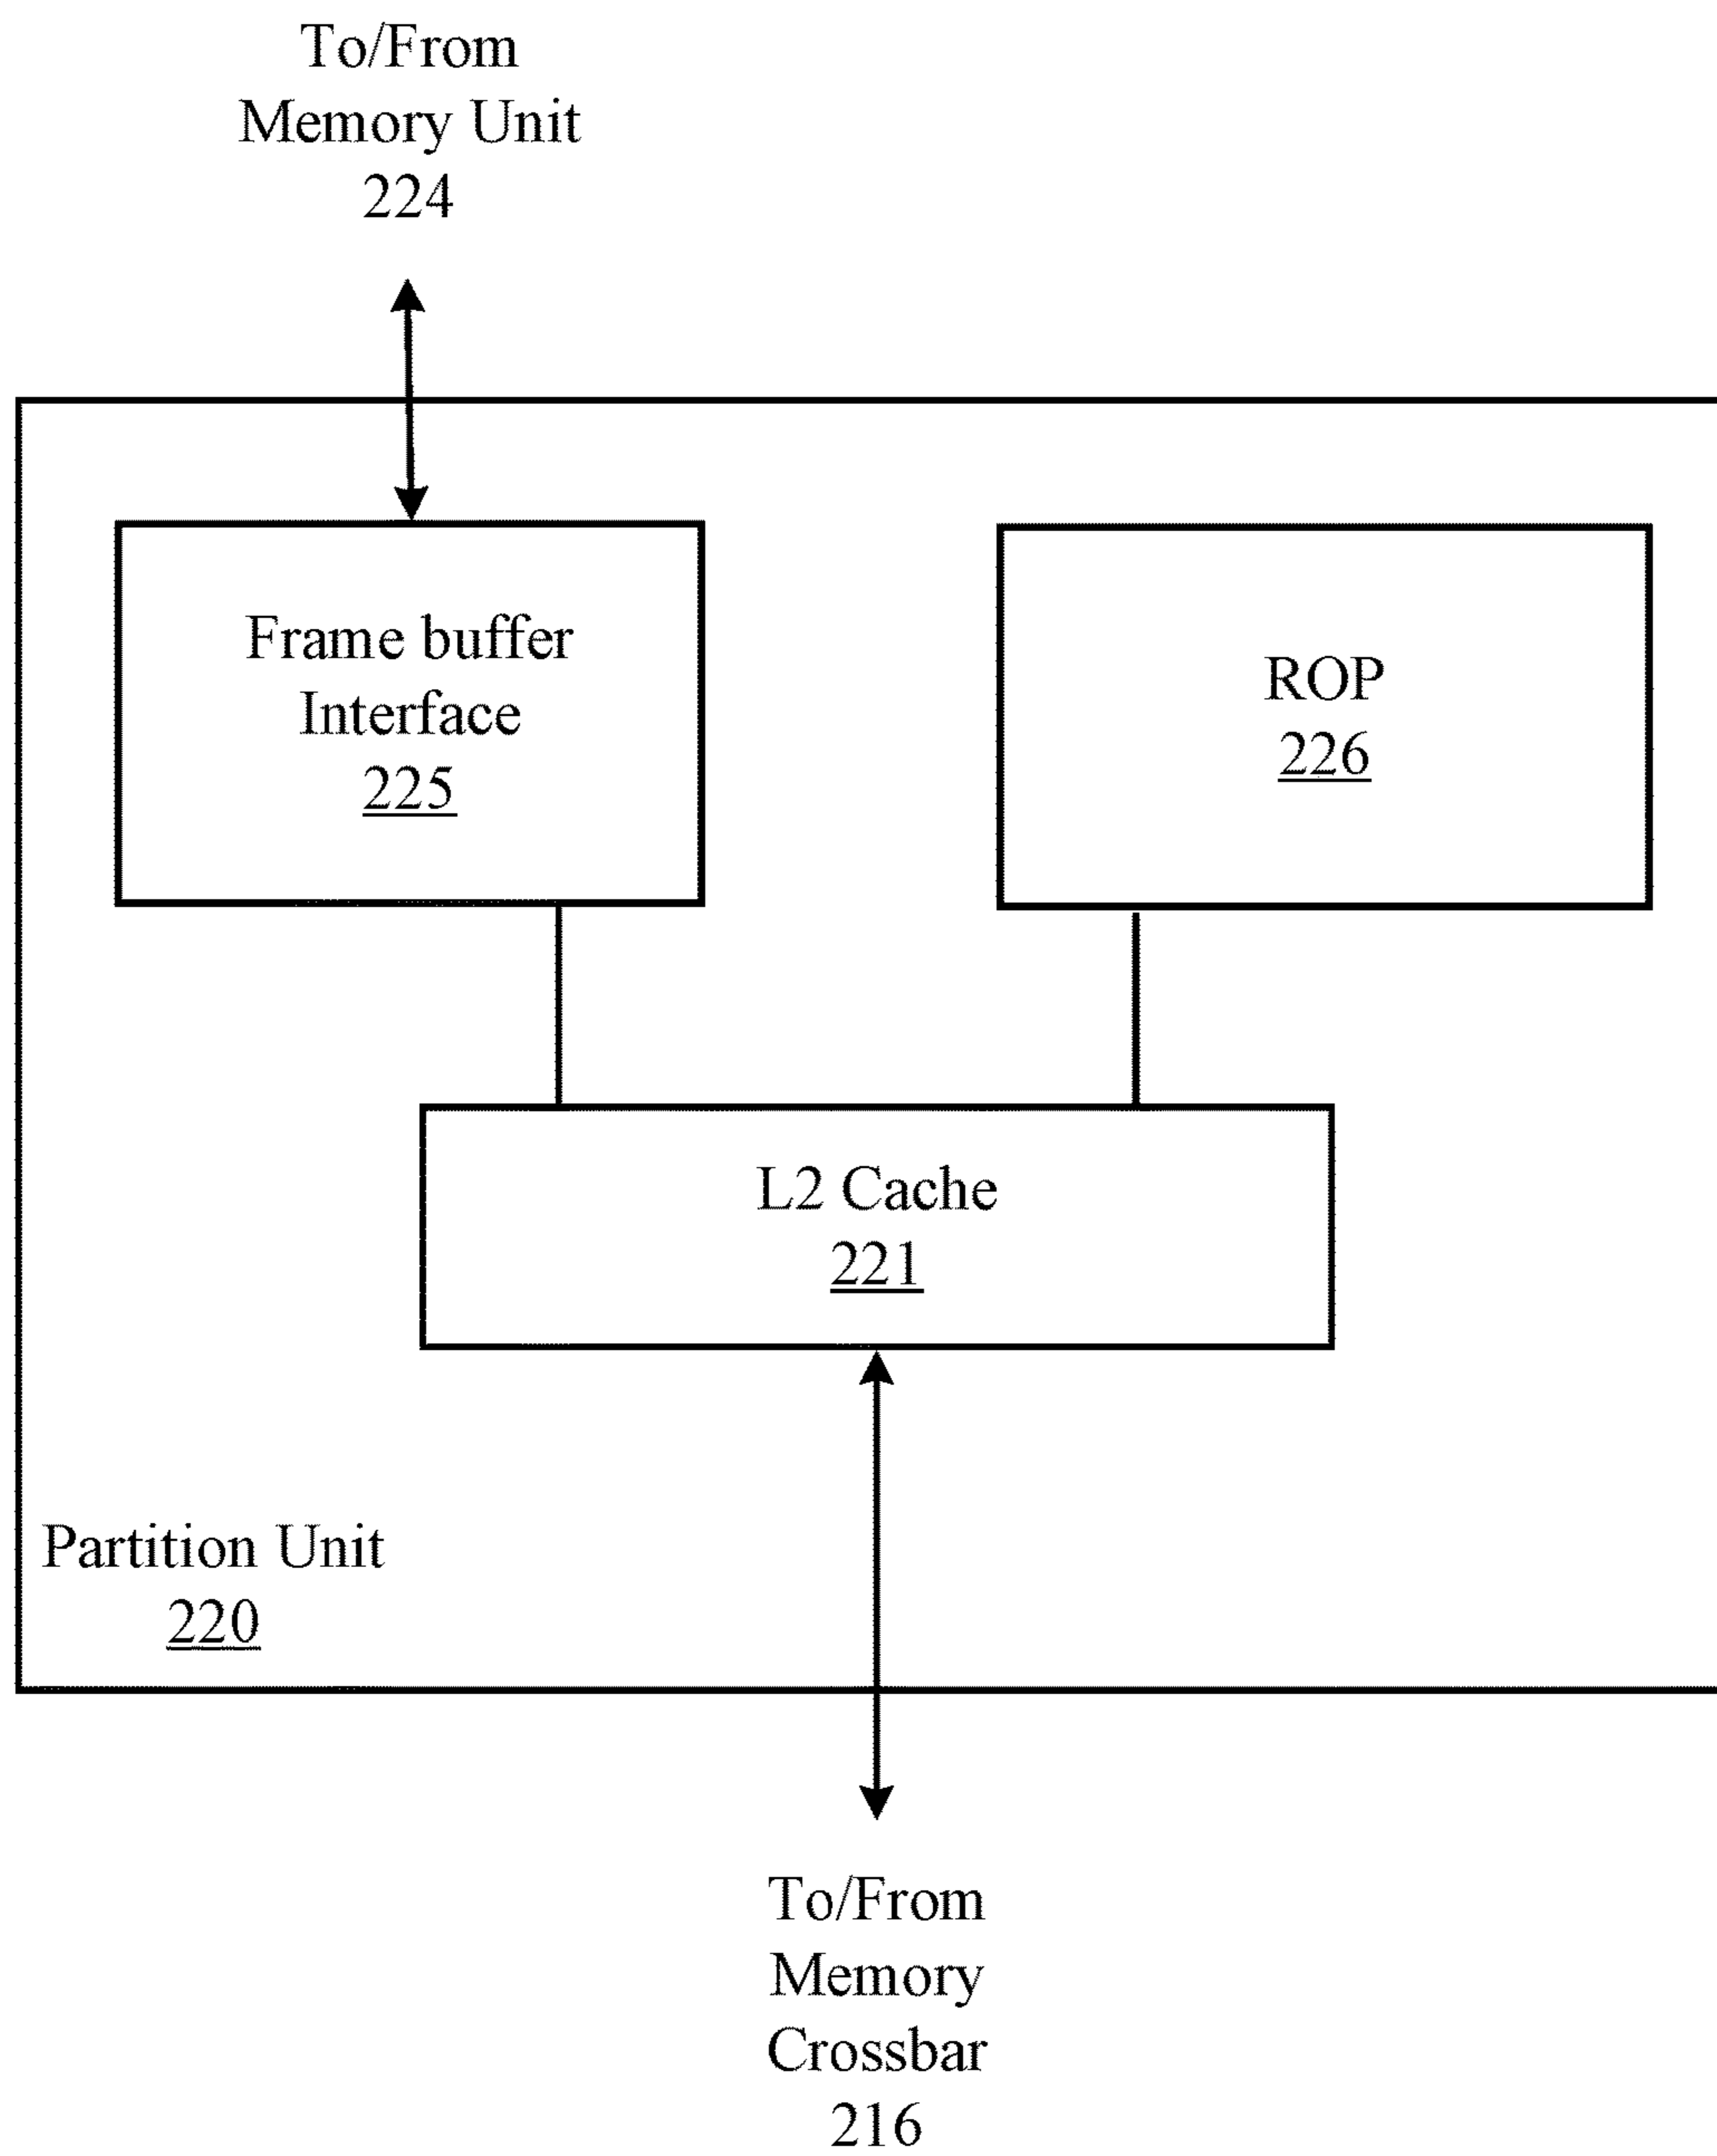 To/From
Memory Unit
224
Frame buffer
Interface
225
ROP
226
L2 Cache
221
Partition Unit
220
To/From
Memory
Crossbar
216